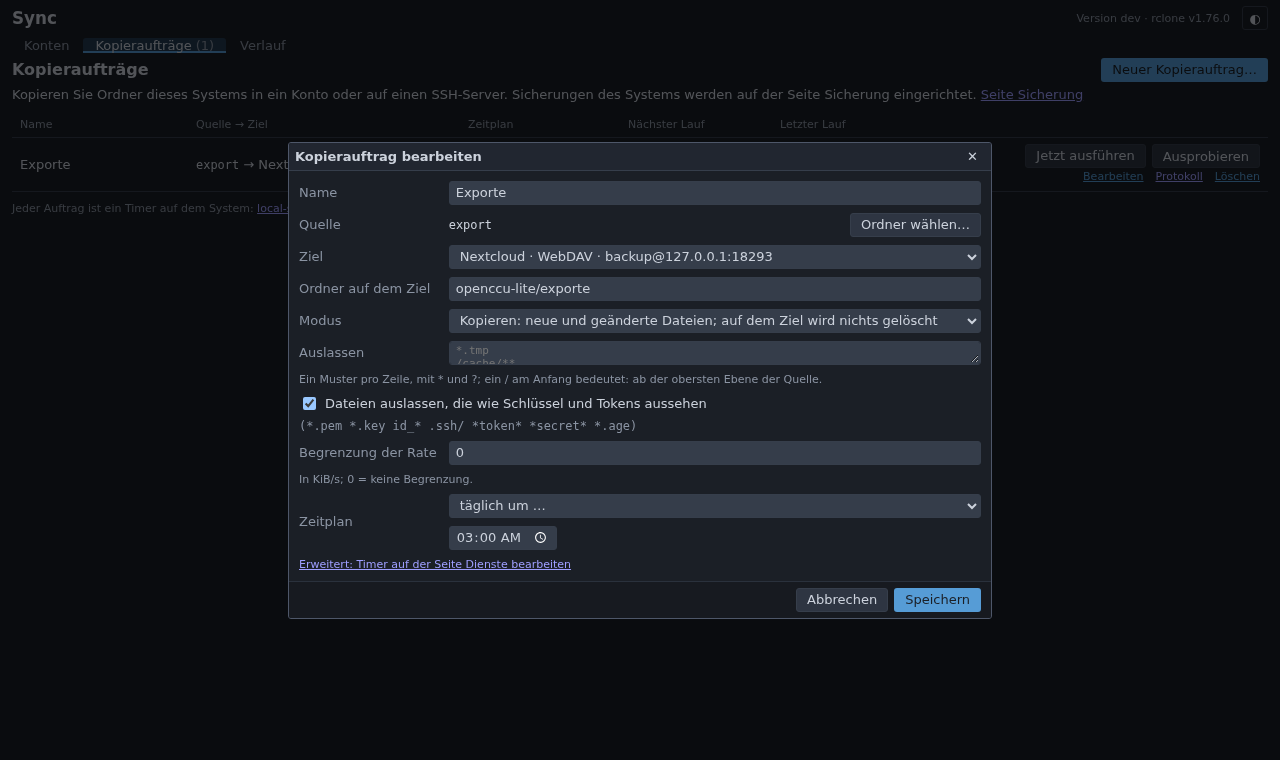 Sync
Version dev · rclone v1.76.0
Konten
Kopieraufträge (1)
Verlauf
Kopieraufträge
Neuer Kopierauftrag…
Kopieren Sie Ordner dieses Systems in ein Konto oder auf einen SSH-Server. Sicherungen des Systems werden auf der Seite Sicherung eingerichtet. Seite Sicherung
Name
Quelle → Ziel
Zeitplan
Nächster Lauf
Letzter Lauf
Exporte
export → Next
Jetzt ausführen
Ausprobieren
Bearbeiten
Protokoll
Löschen
Jeder Auftrag ist ein Timer auf dem System: local-
Kopierauftrag bearbeiten
✕
Name
Exporte
Quelle
export
Ordner wählen…
Ziel
Nextcloud · WebDAV · backup@127.0.0.1:18293
Ordner auf dem Ziel
openccu-lite/exporte
Modus
Kopieren: neue und geänderte Dateien; auf dem Ziel wird nichts gelöscht
Auslassen
*.tmp
/cache/**
Ein Muster pro Zeile, mit * und ?; ein / am Anfang bedeutet: ab der obersten Ebene der Quelle.
Dateien auslassen, die wie Schlüssel und Tokens aussehen
(*.pem *.key id_* .ssh/ *token* *secret* *.age)
Begrenzung der Rate
0
In KiB/s; 0 = keine Begrenzung.
Zeitplan
täglich um …
03:00 AM
Erweitert: Timer auf der Seite Dienste bearbeiten
Abbrechen
Speichern